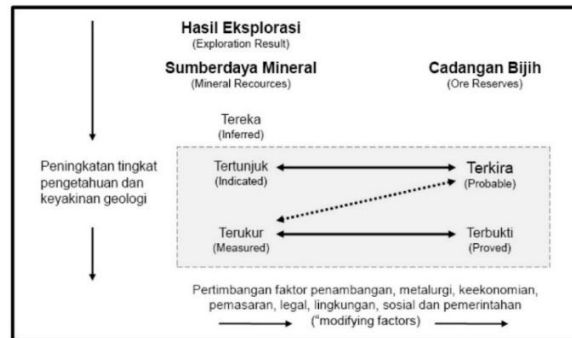 Hasil Eksplorasi
(Exploration Result)
Sumberdaya Mineral
(Mineral Recources)
Cadangan Bijih
(Ore Reserves)
Tereka
(Inferred)
Peningkatan tingkat
pengetahuan dan
keyakinan geologi
Tertunjuk
(Indicated)
Terkira
(Probable)
Terukur
(Measured)
Terbukti
(Proved)
Pertimbangan faktor penambangan, metalurgi, keekonomian,
pemasaran, legal, lingkungan, sosial dan pemerintahan
("modifying factors)